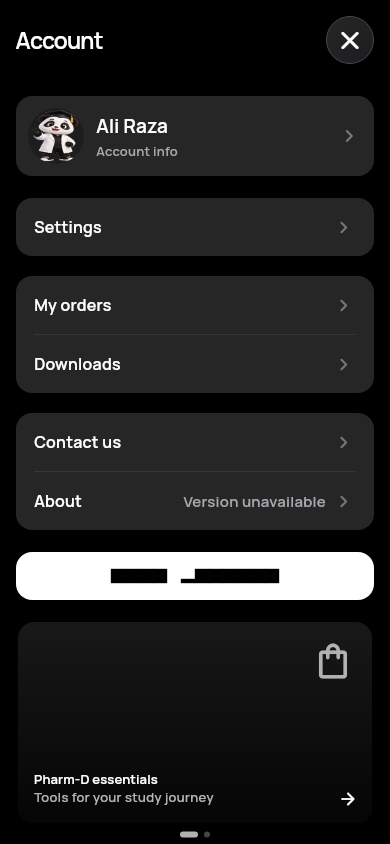 Account
Ali Raza
Account info
Settings
My orders
Downloads
Contact us
About
Version unavailable
Pharm-D essentials
Tools for your study journey